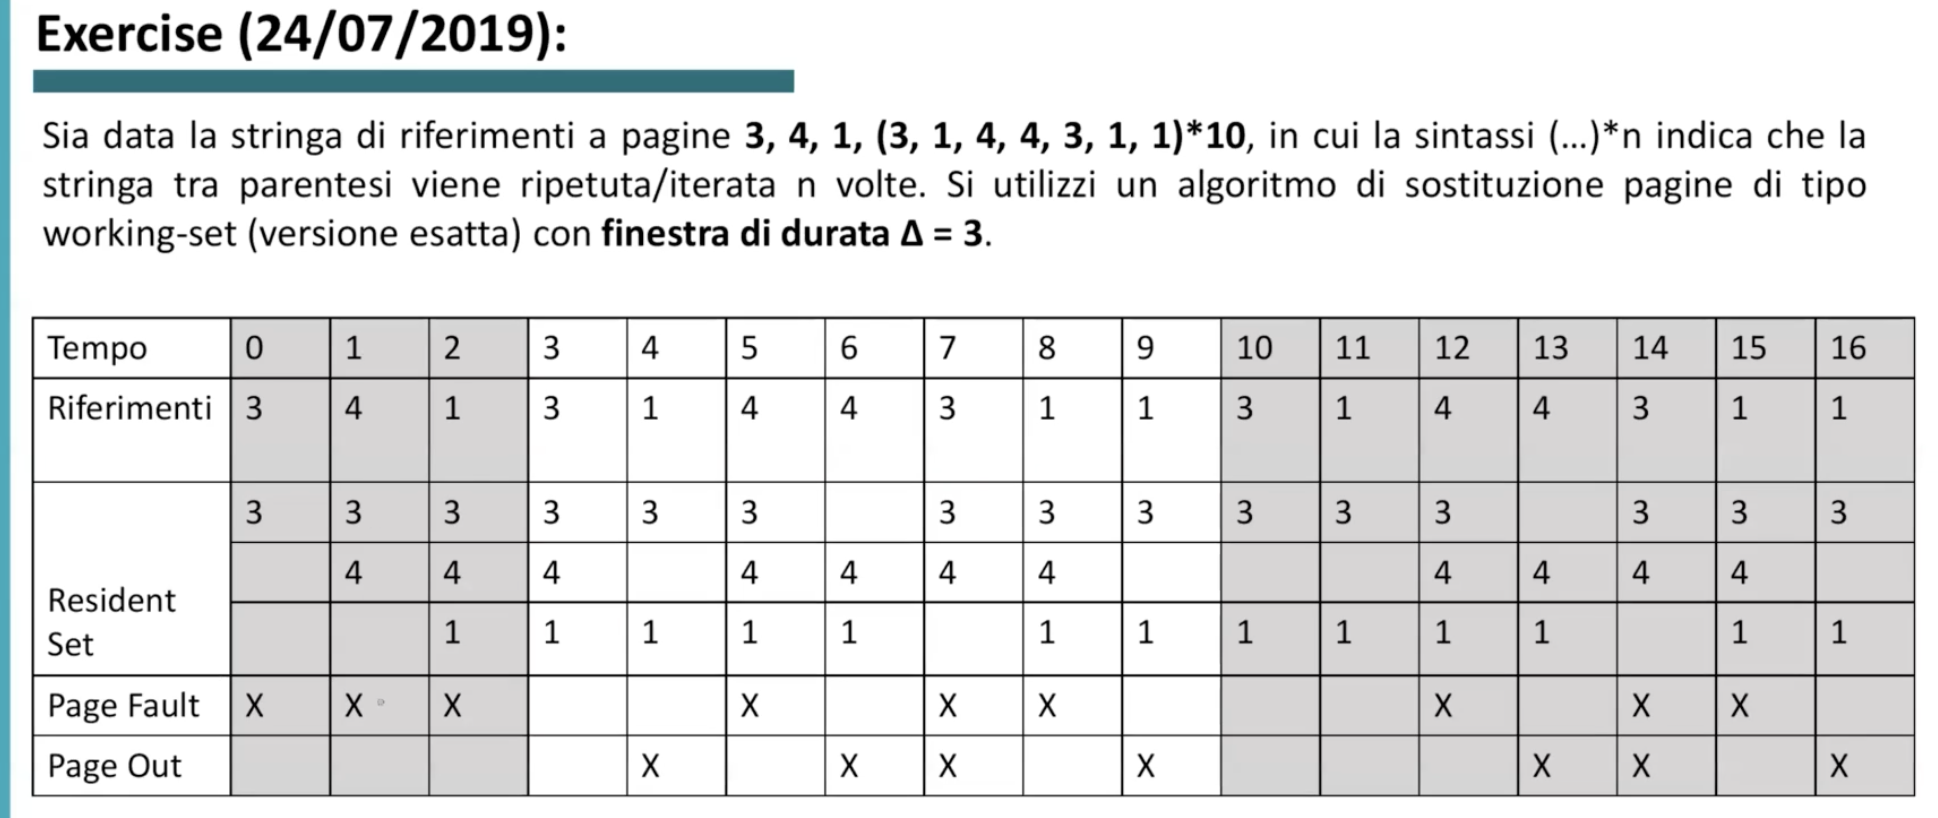 Exercise (24/07/2019):
Sia data la stringa di riferimenti a pagine 3, 4, 1, (3, 1, 4, 4, 3, 1, 1)*10, in cui la sintassi (...)*n indica che la
stringa tra parentesi viene ripetuta/iterata n volte. Si utilizzi un algoritmo di sostituzione pagine di tipo
working-set (versione esatta) con finestra di durata Δ = 3.
Tempo 0 1 2 3 4 5 6 7 8 9 10 11 12 13 14 15 16
Riferimenti 3 4 1 3 1 4 4 3 1 1 3 1 4 4 3 1 1
3 3 3 3 3 3 3 3 3 3 3 3 3 3 3
4 4 4 4 4 4 4 4 4 4 4
Resident
Set
1 1 1 1 1 1 1 1 1 1 1 1 1
Page Fault X X X X X X X X X
Page Out X X X X X X X